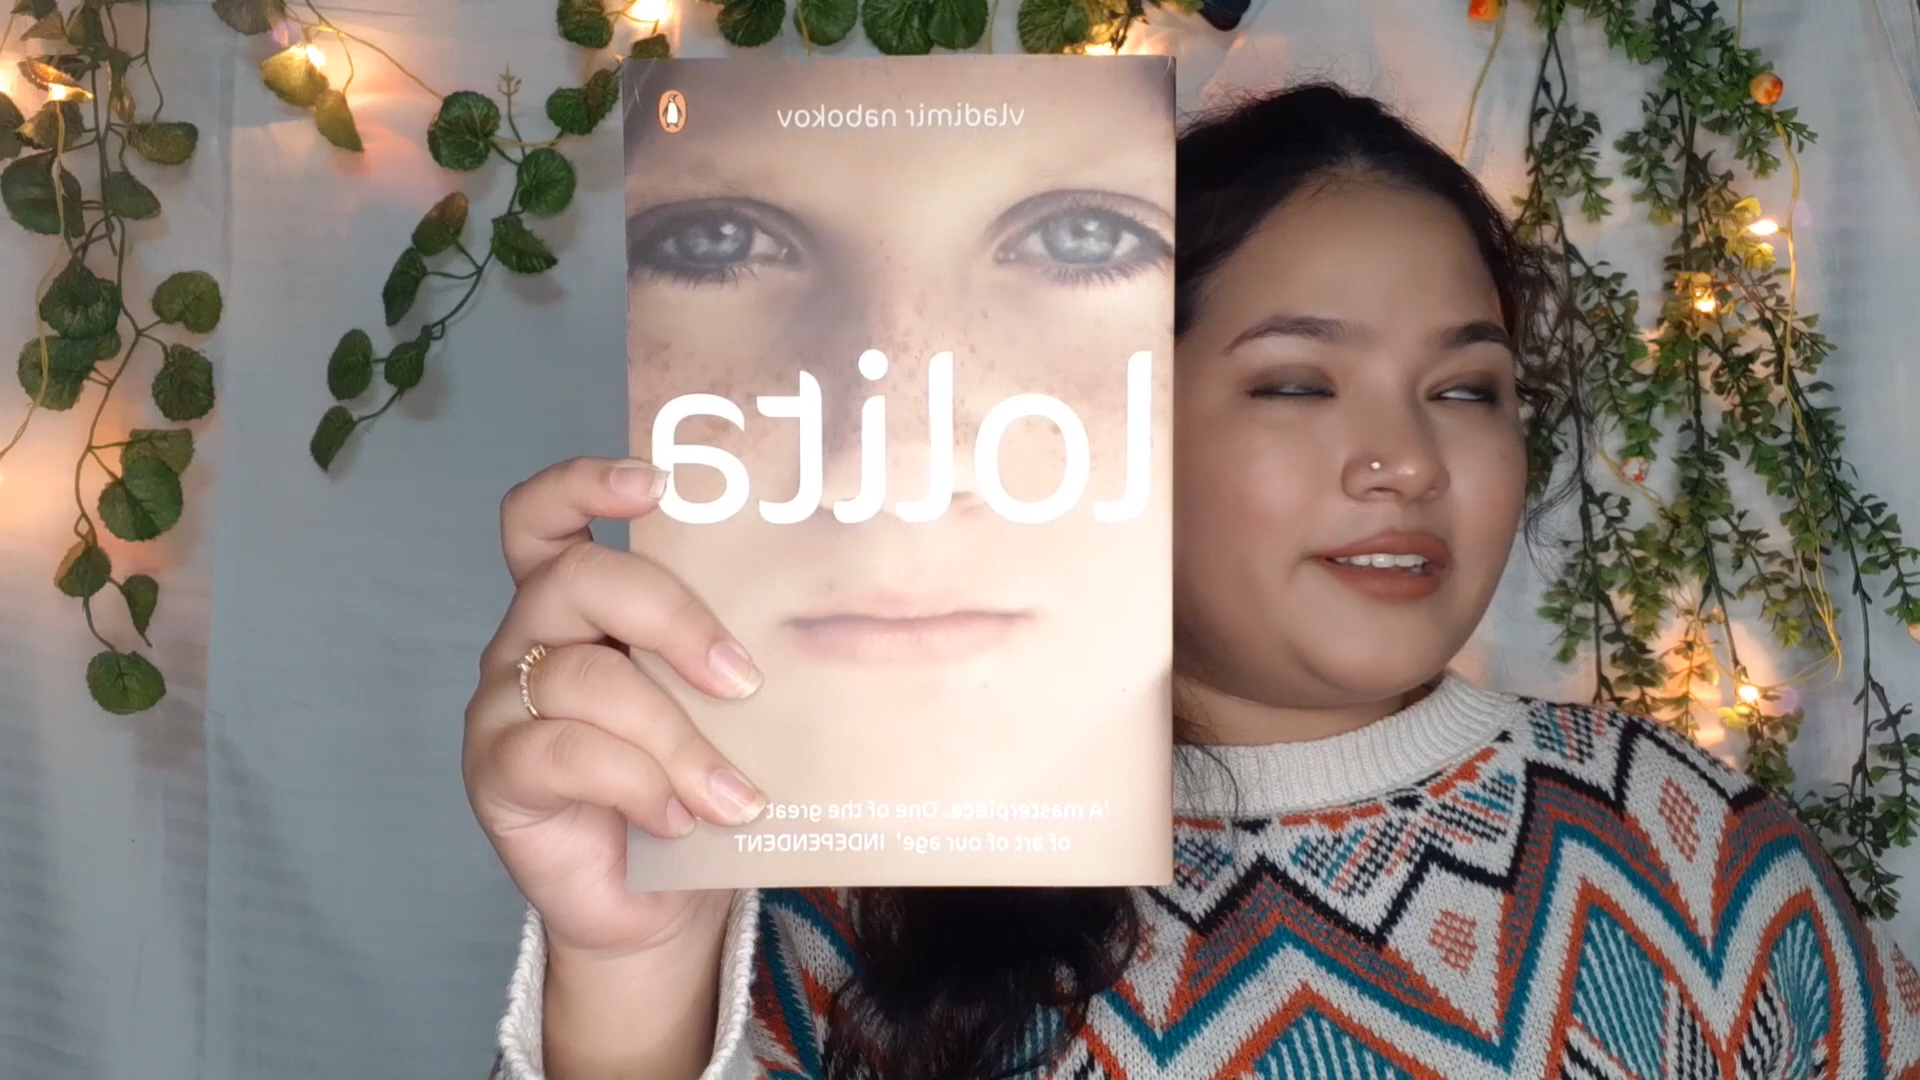 vladimir nabokov
lolita
'A masterpiece. One of the great
of art of our age' INDEPENDENT